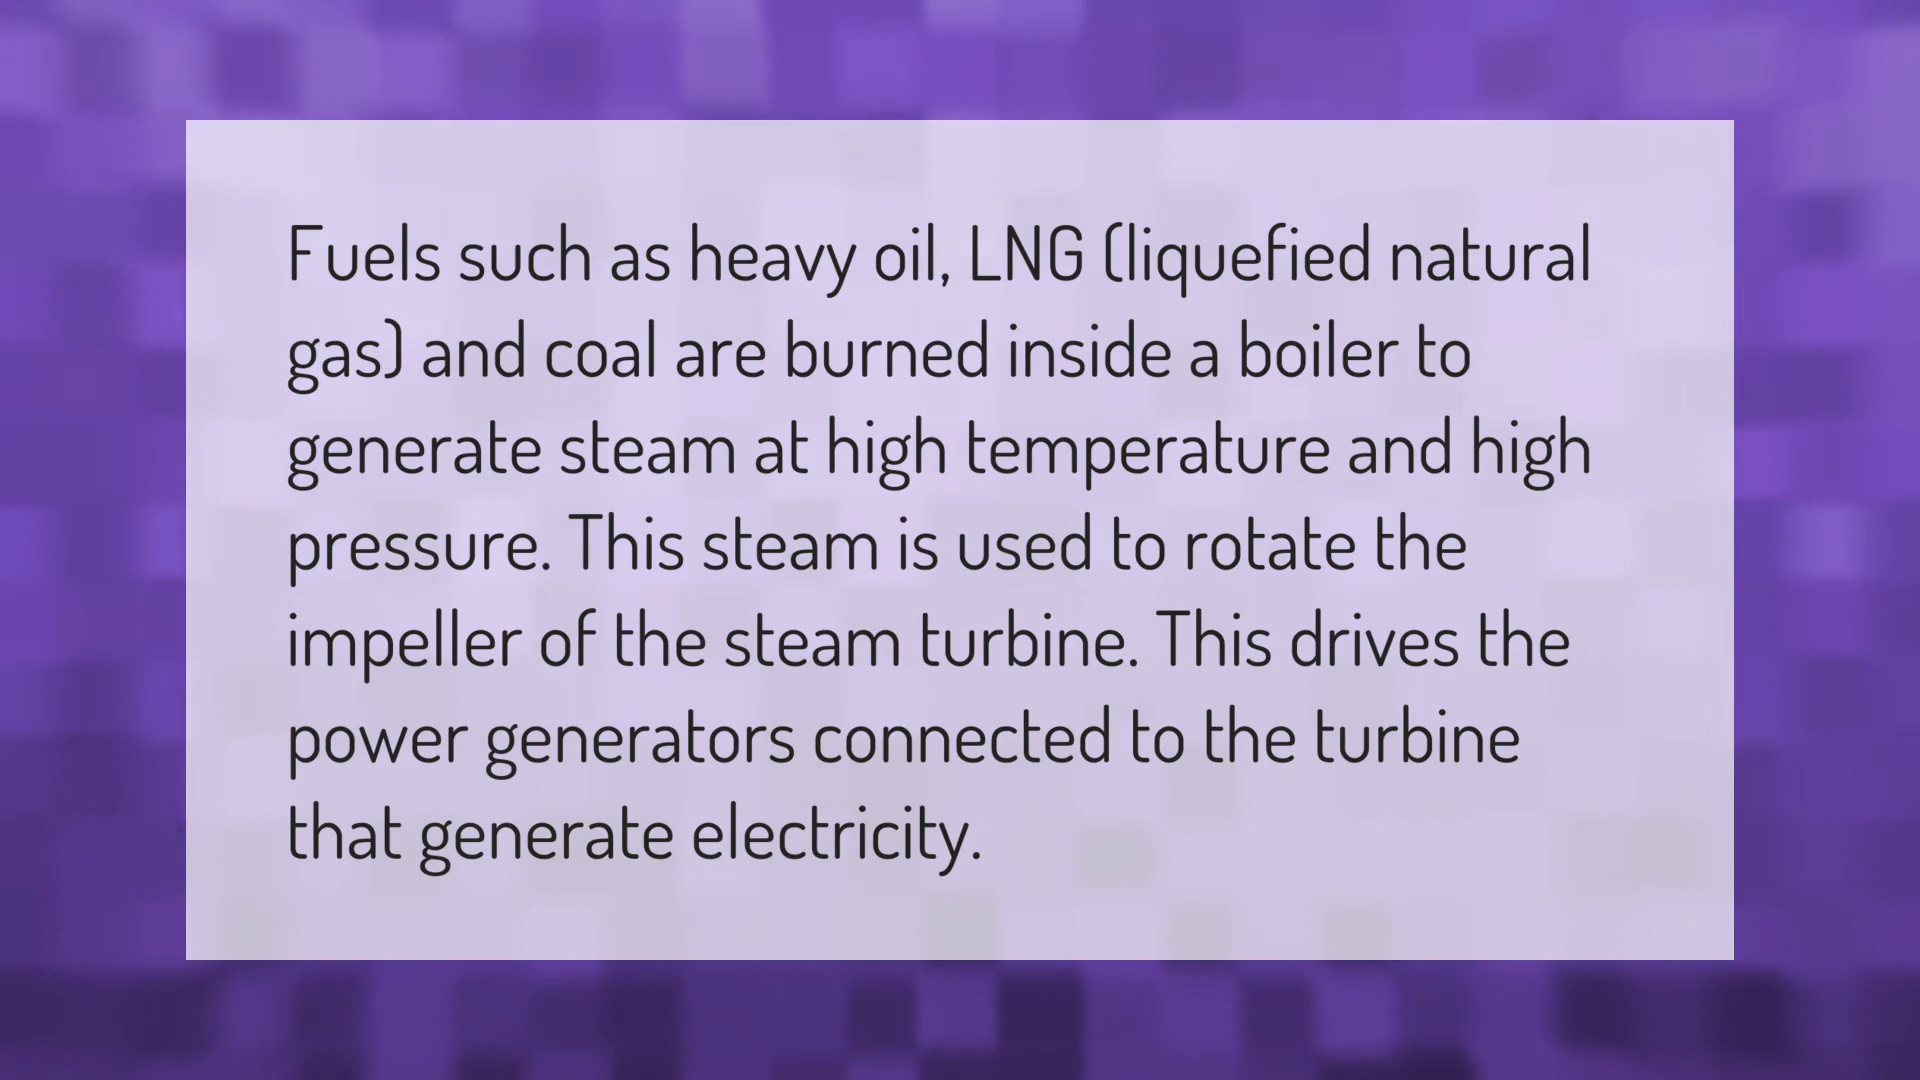 Fuels such as heavy oil, LNG (liquefied natural
gas) and coal are burned inside a boiler to
generate steam at high temperature and high
pressure. This steam is used to rotate the
impeller of the steam turbine. This drives the
power generators connected to the turbine
that generate electricity.